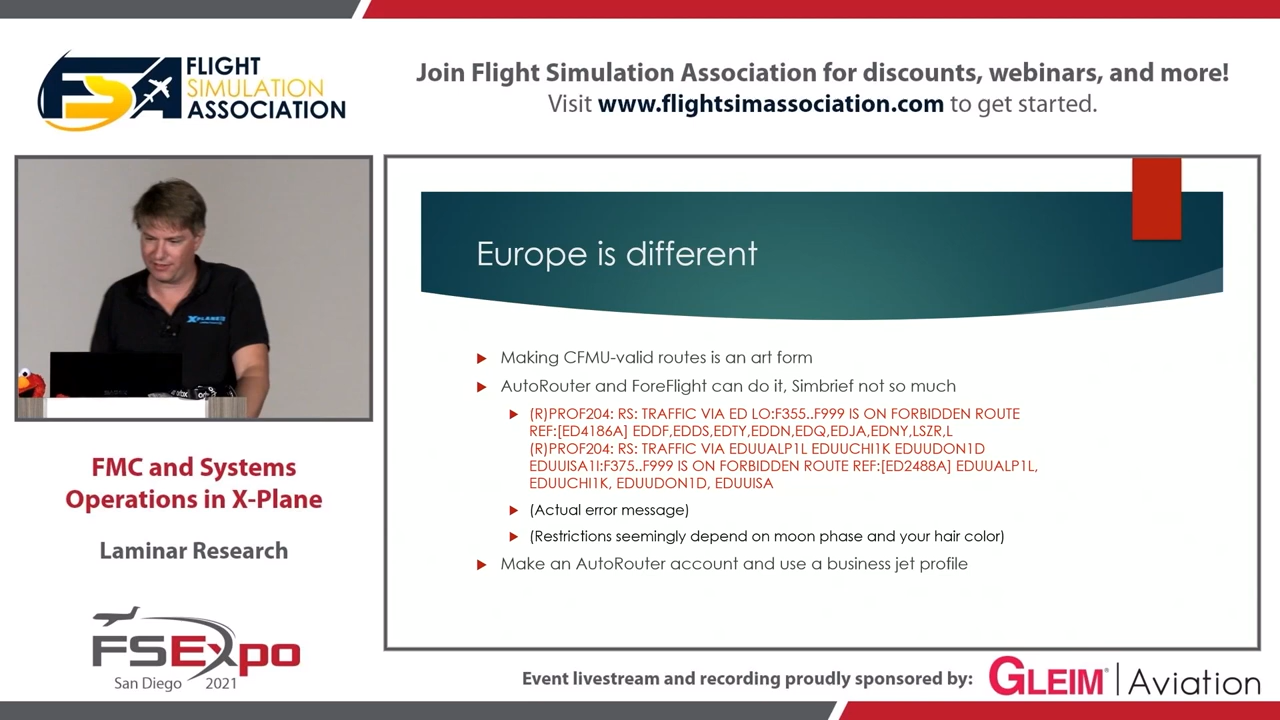 FLIGHT
SIMULATION
ASSOCIATION
Join Flight Simulation Association for discounts, webinars, and more!
Visit www.flightsimassociation.com to get started.
X-PLANE
Europe is different
Making CFMU-valid routes is an art form
AutoRouter and ForeFlight can do it, Simbrief not so much
(R)PROF204: RS: TRAFFIC VIA ED LO:F355..F999 IS ON FORBIDDEN ROUTE
REF:[ED4186A] EDDF,EDDS,EDTY,EDDN,EDQ,EDJA,EDNY,LSZR,L
(R)PROF204: RS: TRAFFIC VIA EDUUALP1L EDUUCHI1K EDUUDON1D
EDUUISA1I:F375..F999 IS ON FORBIDDEN ROUTE REF:[ED2488A] EDUUALP1L,
EDUUCHI1K, EDUUDON1D, EDUUISA
(Actual error message)
(Restrictions seemingly depend on moon phase and your hair color)
Make an AutoRouter account and use a business jet profile
FMC and Systems
Operations in X-Plane
Laminar Research
FSExpo
San Diego 2021
Event livestream and recording proudly sponsored by:
GLEIM® | Aviation